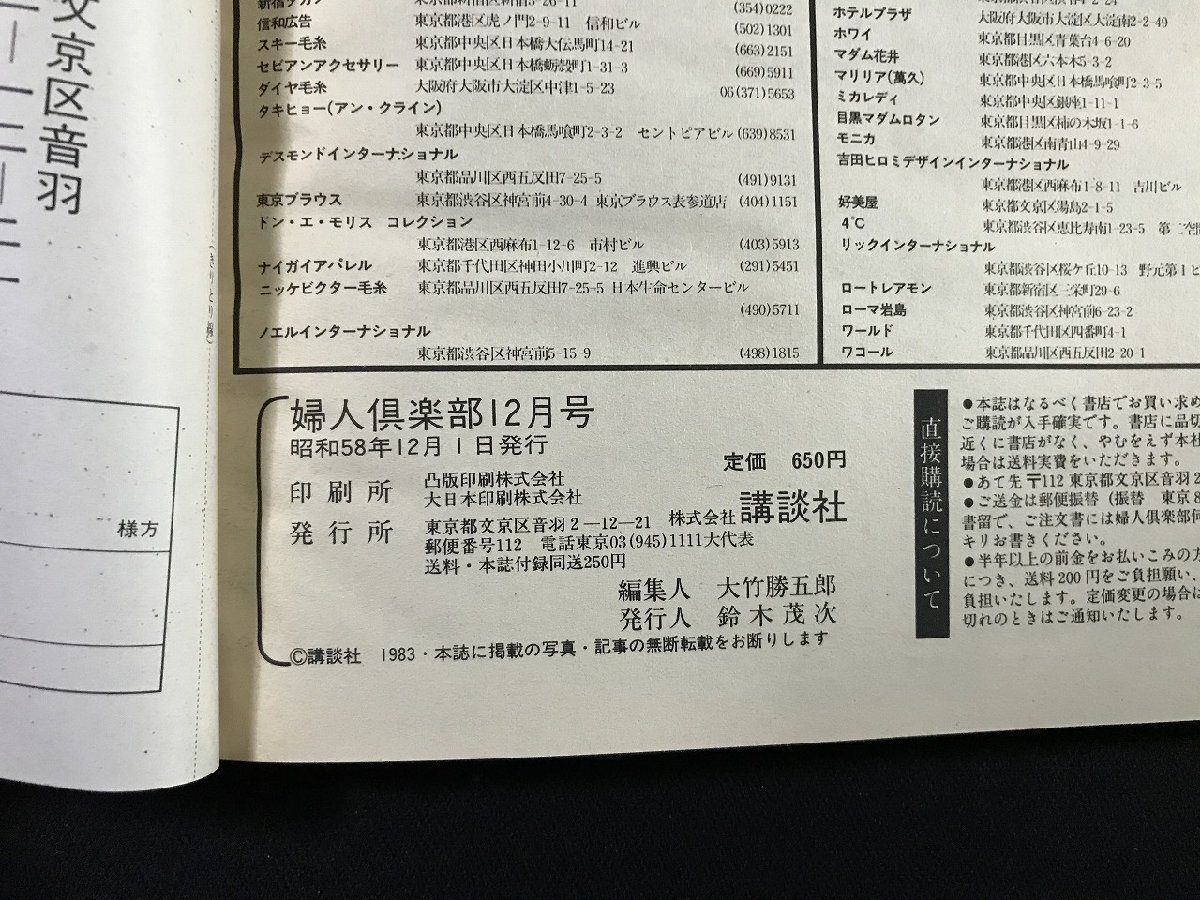 文京区音羽
(きりとり線)
様方
(354)0222
信和広告 東京都港区虎ノ門2-9-11 信和ビル (502)1301
スキー毛糸 東京都中央区日本橋大伝馬町14-21 (663)2151
セビアンアクセサリー 東京都中央区日本橋蛎殻町1-31-3 (669)5911
ダイヤ毛糸 大阪府大阪市大淀区中津1-5-23 06(371)5653
タキヒョー(アン・クライン)
東京都中央区日本橋馬喰町2-3-2 セントピアビル(639)8531
デスモンドインターナショナル
東京都品川区西五反田7-25-5 (491)9131
東京ブラウス 東京都渋谷区神宮前4-30-4 東京ブラウス表参道店 (404)1151
ドン・エ・モリス コレクション
東京都港区西麻布1-12-6 市村ビル (403)5913
ナイガイアパレル 東京都千代田区神田小川町2-12 進興ビル (291)5451
ニッケビクター毛糸 東京都品川区西五反田7-25-5 日本生命センタービル
(490)5711
ノエルインターナショナル
東京都渋谷区神宮前5-15-9 (498)1815
ホテルプラザ 大阪府大阪市大淀区大淀南2-2-49
ホワイ 東京都目黒区青葉台4-6-20
マダム花井 東京都港区六本木5-3-2
マリリア(萬久) 東京都中央区日本橋馬喰町2-3-5
ミカレディ 東京都中央区銀座1-11-1
目黒マダムロタン 東京都目黒区柿の木坂1-1-6
モニカ 東京都港区南青山4-9-29
吉田ヒロミデザインインターナショナル
東京都港区西麻布1-8-11 吉川ビル
好美屋 東京都文京区湯島2-1-5
4℃ 東京都渋谷区恵比寿南1-23-5
リックインターナショナル
東京都渋谷区桜ケ丘10-13 野元第1ビ
ロートレアモン 東京都新宿区三栄町29-6
ローマ岩島 東京都渋谷区神宮前6-23-2
ワールド 東京都千代田区四番町4-1
ワコール 東京都品川区西五反田2-20-1
婦人倶楽部12月号
昭和58年12月1日発行
定価 650円
印刷所 凸版印刷株式会社
大日本印刷株式会社
発行所 東京都文京区音羽2―12―21 株式会社 講談社
郵便番号112 電話東京03(945)1111大代表
送料・本誌付録同送250円
編集人 大竹勝五郎
発行人 鈴木茂次
©講談社 1983・本誌に掲載の写真・記事の無断転載をお断りします
直接購読について
●本誌はなるべく書店でお買い求め
ご購読が入手確実です。書店に品切
近くに書店がなく、やむをえず本社
場合は送料実費をいただきます。
●あて先〒112 東京都文京区音羽2
●ご送金は郵便振替(振替 東京
書留で、ご注文書には婦人倶楽部何
キリお書きください。
●半年以上の前金をお払いこみの方
につき、送料200円をご負担願い、
負担いたします。定価変更の場合は
切れのときはご通知いたします。